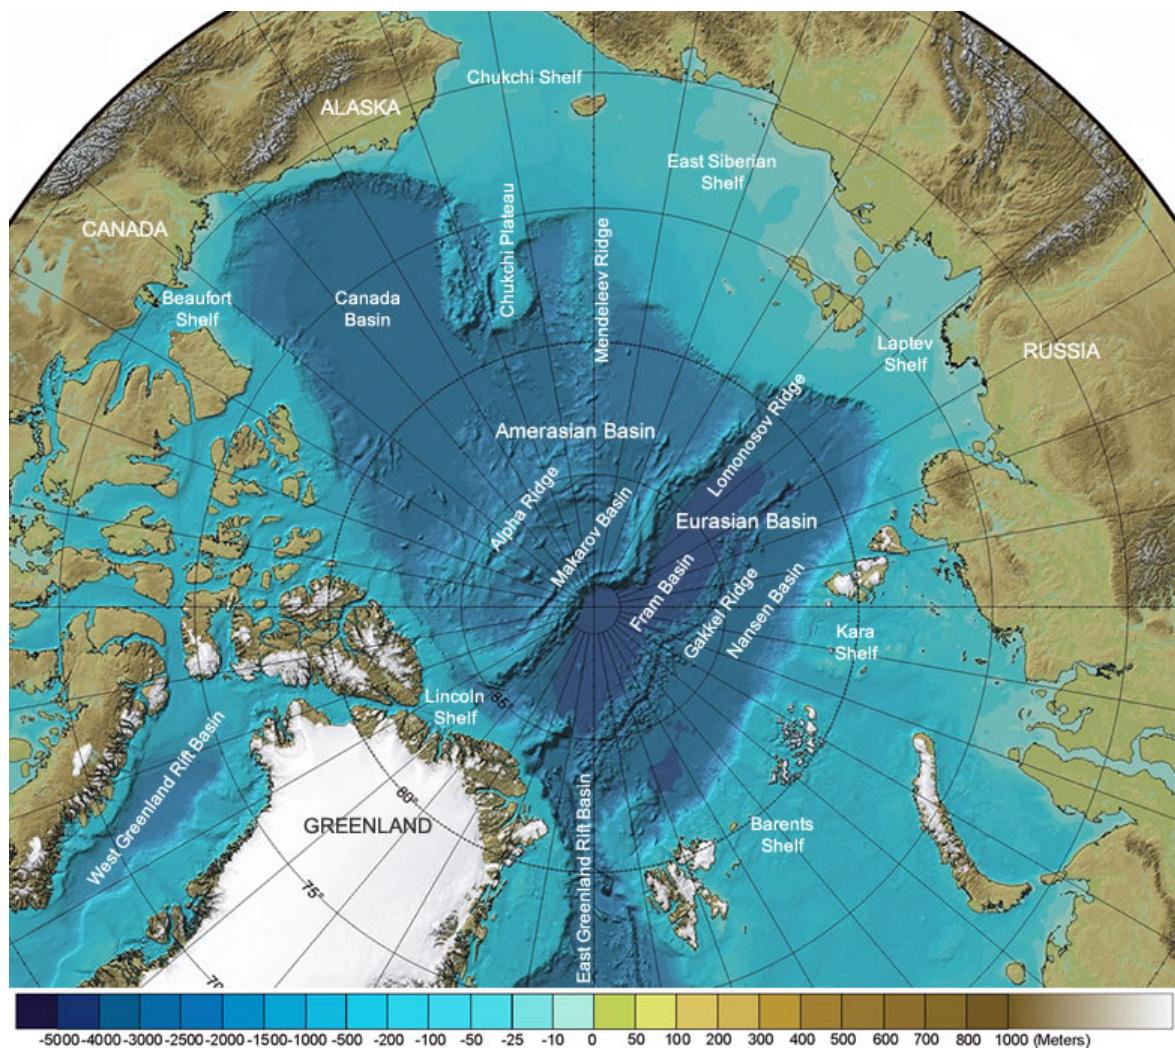 Chukchi Shelf
ALASKA
East Siberian
Shelf
CANADA
Chukchi Plateau
Mendeleev Ridge
Beaufort
Shelf
Canada
Basin
Laptev
Shelf
RUSSIA
Lomonosov Ridge
Amerasian Basin
Alpha Ridge
Makarov Basin
Eurasian Basin
Fram Basin
Gakkel Ridge
Nansen Basin
Kara
Shelf
Lincoln
Shelf
85°
West Greenland Rift Basin
80°
GREENLAND
East Greenland Rift Basin
Barents
Shelf
75°
-5000 -4000 -3000 -2500 -2000 -1500 -1000 -500 -200 -100 -50 -25 -10 0 50 100 200 300 400 500 600 700 800 1000 (Meters)